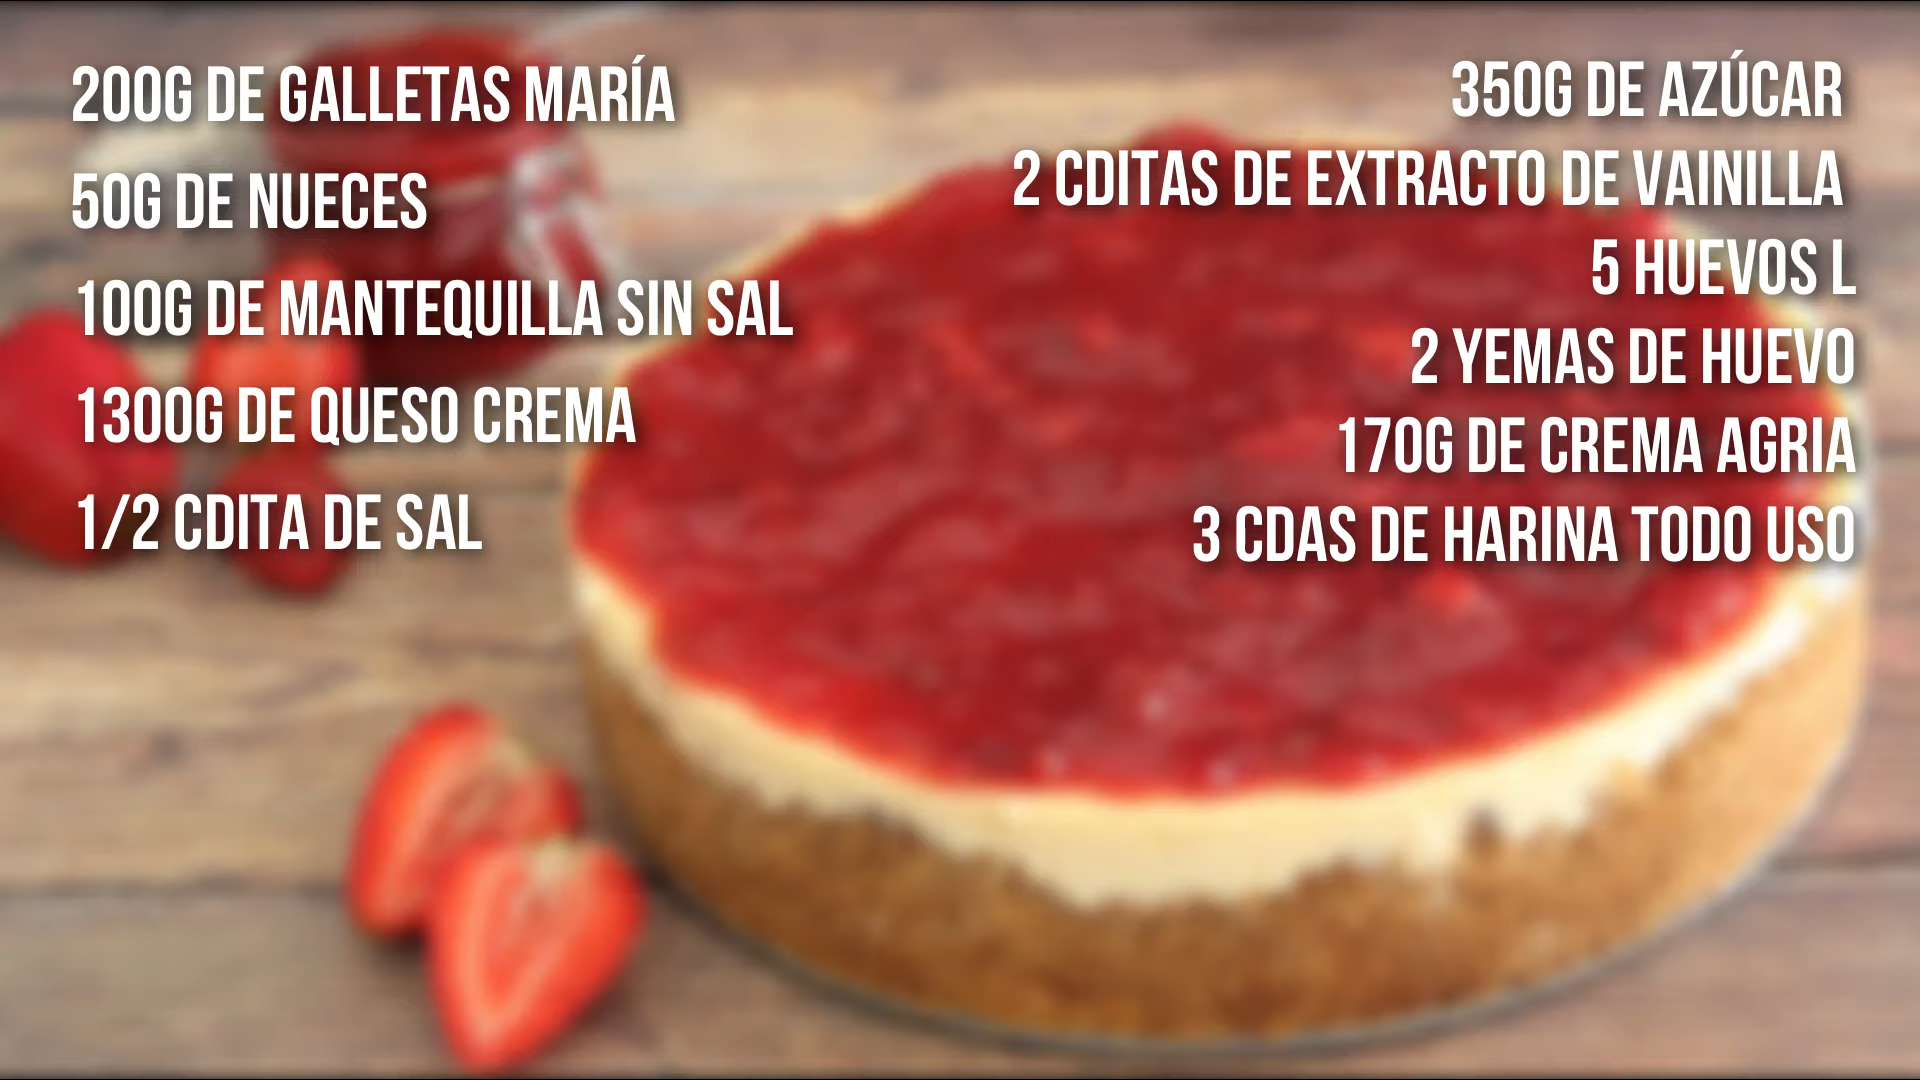 200G DE GALLETAS MARÍA
50G DE NUECES
100G DE MANTEQUILLA SIN SAL
1300G DE QUESO CREMA
1/2 CDITA DE SAL
350G DE AZÚCAR
2 CDITAS DE EXTRACTO DE VAINILLA
5 HUEVOS L
2 YEMAS DE HUEVO
170G DE CREMA AGRIA
3 CDAS DE HARINA TODO USO